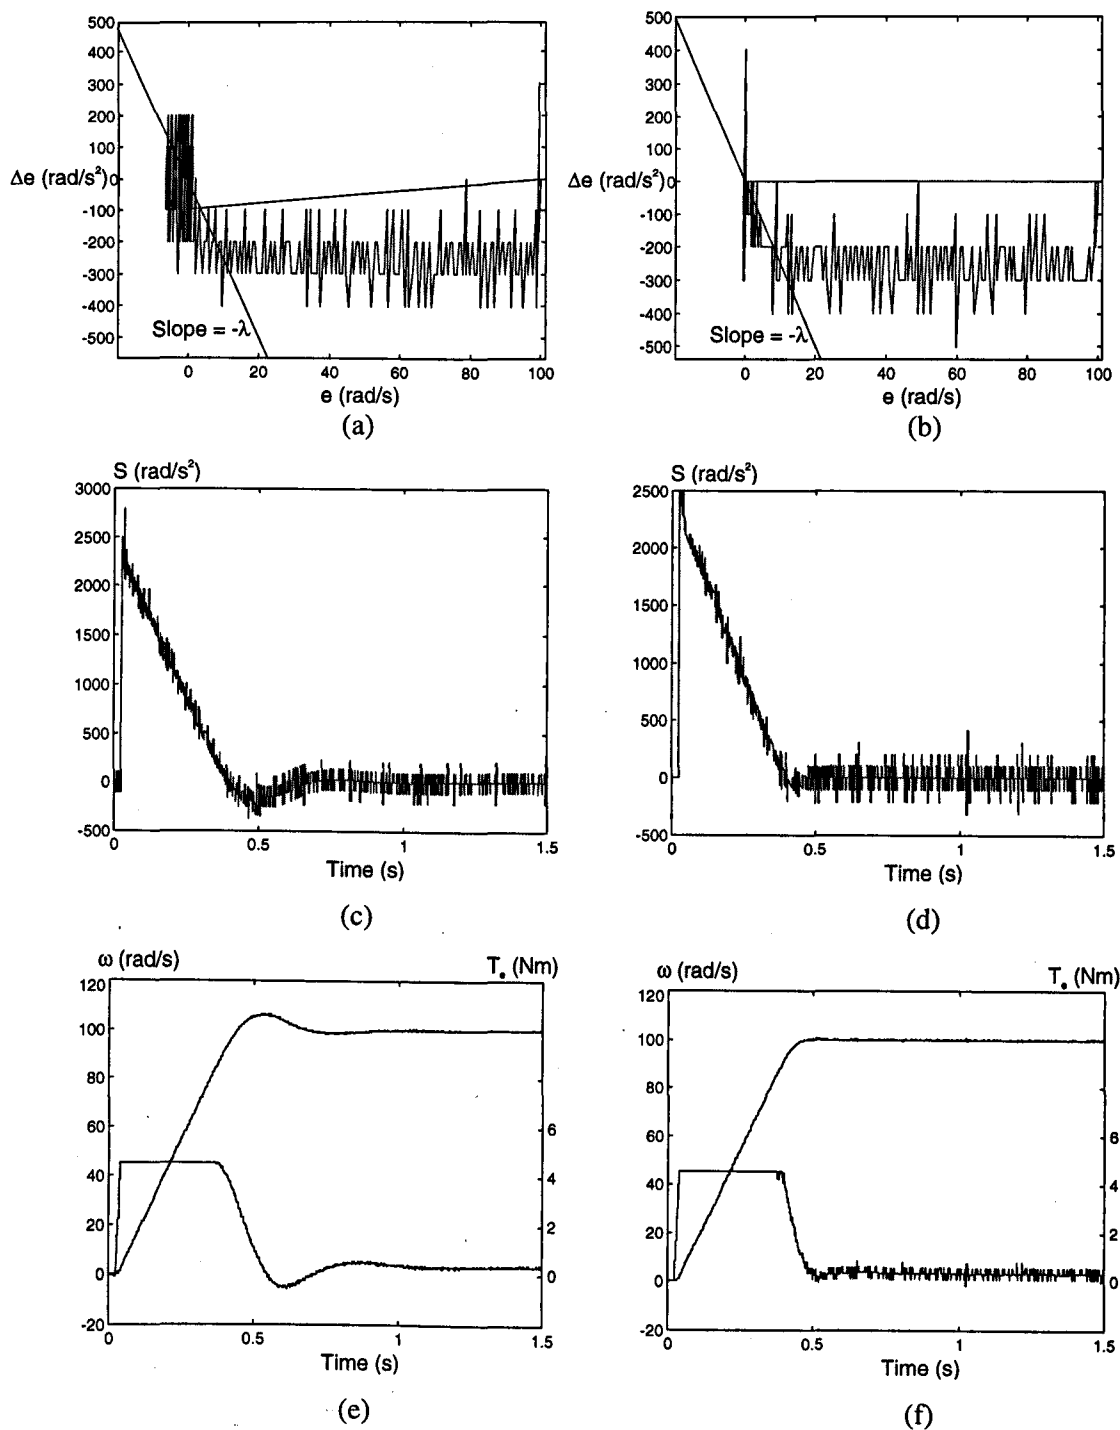 500
400
300
200
100
Δe (rad/s²)
0
-100
-200
-300
-400
-500
Slope = -λ
0 20 40 60 80 100
e (rad/s)
(a)
500
400
300
200
100
Δe (rad/s²)
0
-100
-200
-300
-400
-500
Slope = -λ
0 20 40 60 80 100
e (rad/s)
(b)
S (rad/s²)
3000
2500
2000
1500
1000
500
0
-500
0 0.5 1 1.5
Time (s)
(c)
S (rad/s²)
2500
2000
1500
1000
500
0
-500
0 0.5 1 1.5
Time (s)
(d)
ω (rad/s)
Tₑ (Nm)
120
100
80
60
40
20
0
-20
6
4
2
0
0 0.5 1 1.5
Time (s)
(e)
ω (rad/s)
Tₑ (Nm)
120
100
80
60
40
20
0
-20
6
4
2
0
0 0.5 1 1.5
Time (s)
(f)